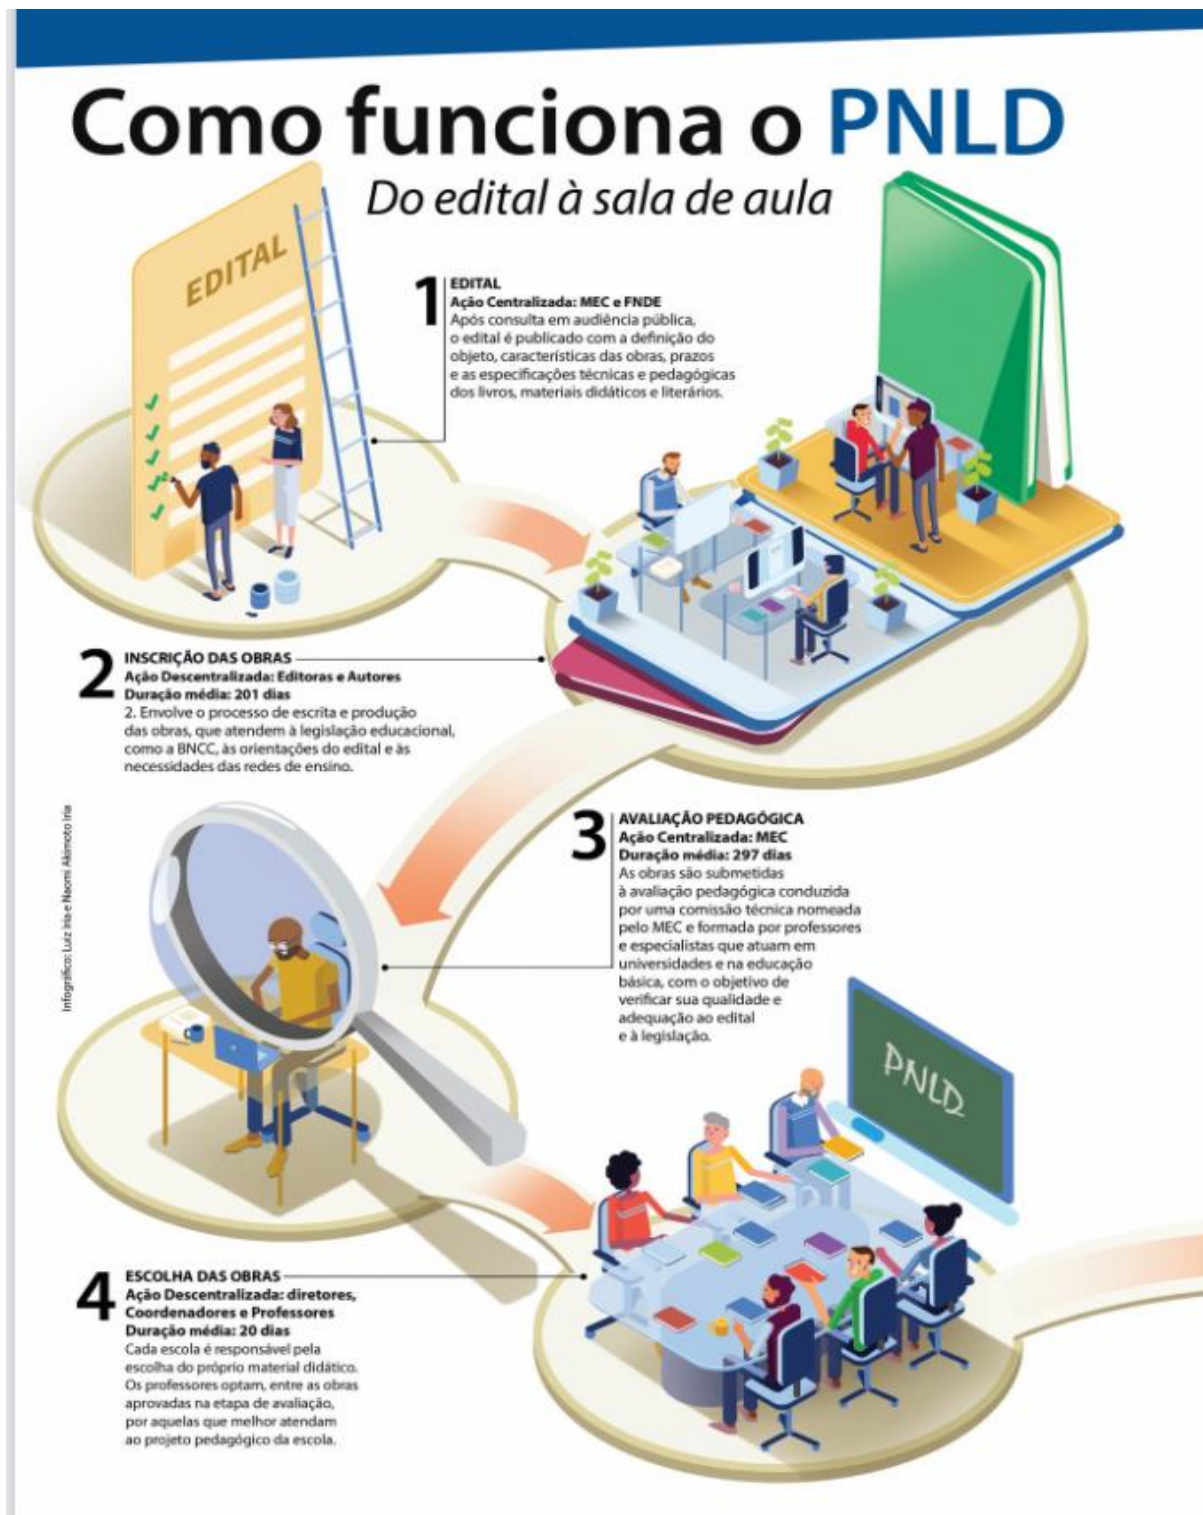 Como funciona o PNLD
Do edital à sala de aula
EDITAL
1
EDITAL
Ação Centralizada: MEC e FNDE
Após consulta em audiência pública,
o edital é publicado com a definição do
objeto, características das obras, prazos
e as especificações técnicas e pedagógicas
dos livros, materiais didáticos e literários.
2
INSCRIÇÃO DAS OBRAS
Ação Descentralizada: Editoras e Autores
Duração média: 201 dias
2. Envolve o processo de escrita e produção
das obras, que atendem à legislação educacional,
como a BNCC, às orientações do edital e às
necessidades das redes de ensino.
Infográfico: Luiz Iria e Naomi Akimoto Iria
3
AVALIAÇÃO PEDAGÓGICA
Ação Centralizada: MEC
Duração média: 297 dias
As obras são submetidas
à avaliação pedagógica conduzida
por uma comissão técnica nomeada
pelo MEC e formada por professores
e especialistas que atuam em
universidades e na educação
básica, com o objetivo de
verificar sua qualidade e
adequação ao edital
e à legislação.
PNLD
4
ESCOLHA DAS OBRAS
Ação Descentralizada: diretores,
Coordenadores e Professores
Duração média: 20 dias
Cada escola é responsável pela
escolha do próprio material didático.
Os professores optam, entre as obras
aprovadas na etapa de avaliação,
por aquelas que melhor atendam
ao projeto pedagógico da escola.